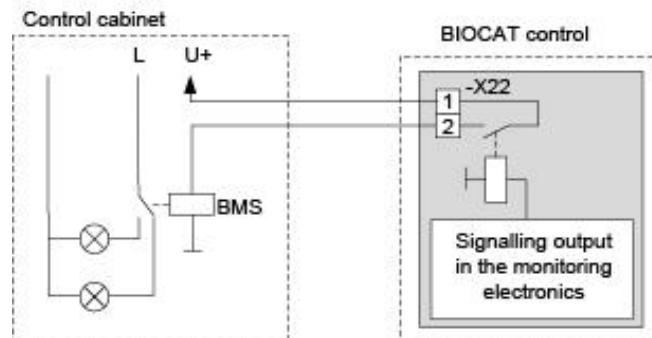 Control cabinet
BIOCAT control
L
U+
-X22
1
2
BMS
Signalling output
in the monitoring
electronics